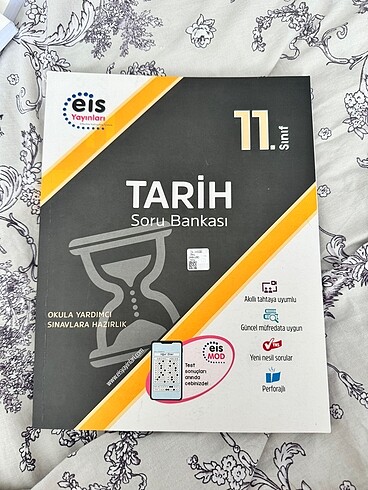 eis
Yayınları
11. Sınıf
TARİH
Soru Bankası
OKULA YARDIMCI
SINAVLARA HAZIRLIK
Akıllı tahtaya uyumlu
Güncel müfredata uygun
Yeni nesil sorular
Perforajlı
eis
MOD
Test
sonuçları
anında
cebinizde!